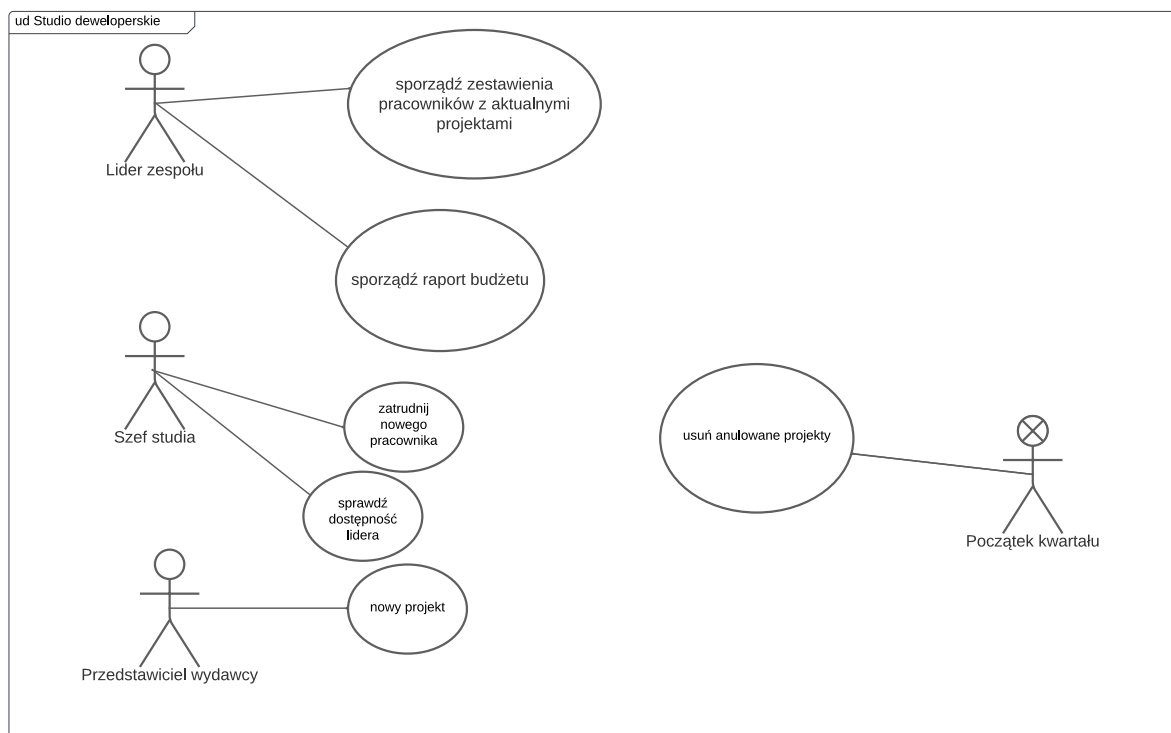 ud Studio deweloperskie
sporządź zestawienia
pracowników z aktualnymi
projektami
Lider zespołu
sporządź raport budżetu
Szef studia
zatrudnij
nowego
pracownika
usuń anulowane projekty
sprawdź
dostępność
lidera
Początek kwartału
nowy projekt
Przedstawiciel wydawcy